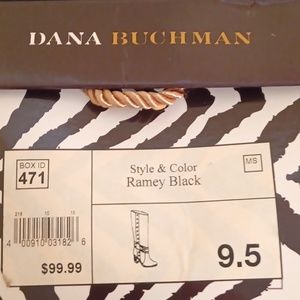 DANA BUCHMAN
BOX ID
471
Style & Color
Ramey Black
MS
4 00910 03182 6
$99.99
9.5